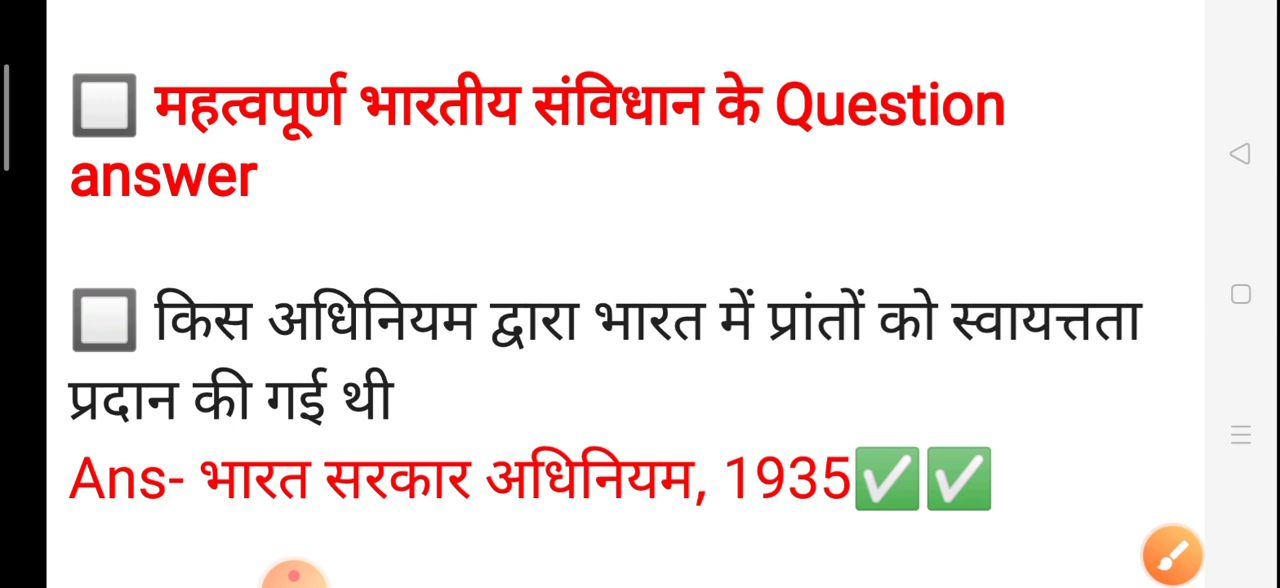 🔲 महत्वपूर्ण भारतीय संविधान के Question
answer
🔲 किस अधिनियम द्वारा भारत में प्रांतों को स्वायत्तता
प्रदान की गई थी
Ans- भारत सरकार अधिनियम, 1935✅✅